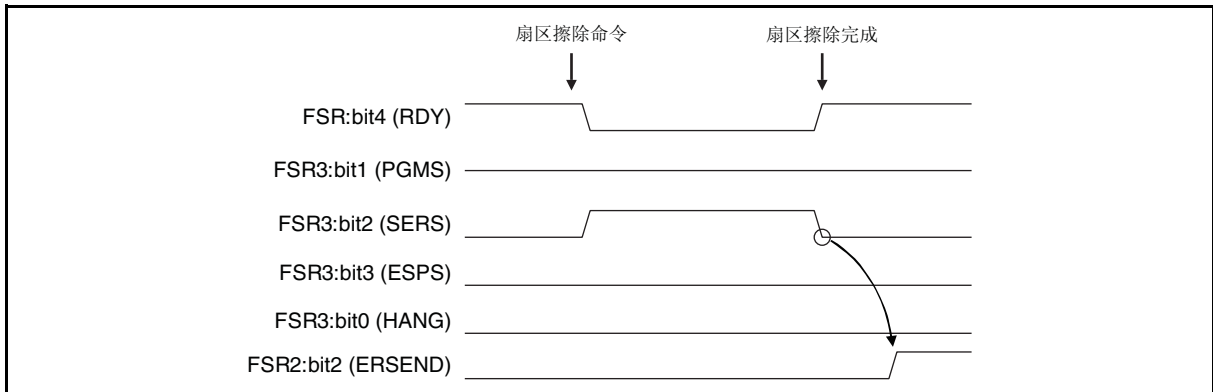 扇区擦除命令
扇区擦除完成
FSR:bit4 (RDY)
FSR3:bit1 (PGMS)
FSR3:bit2 (SERS)
FSR3:bit3 (ESPS)
FSR3:bit0 (HANG)
FSR2:bit2 (ERSEND)